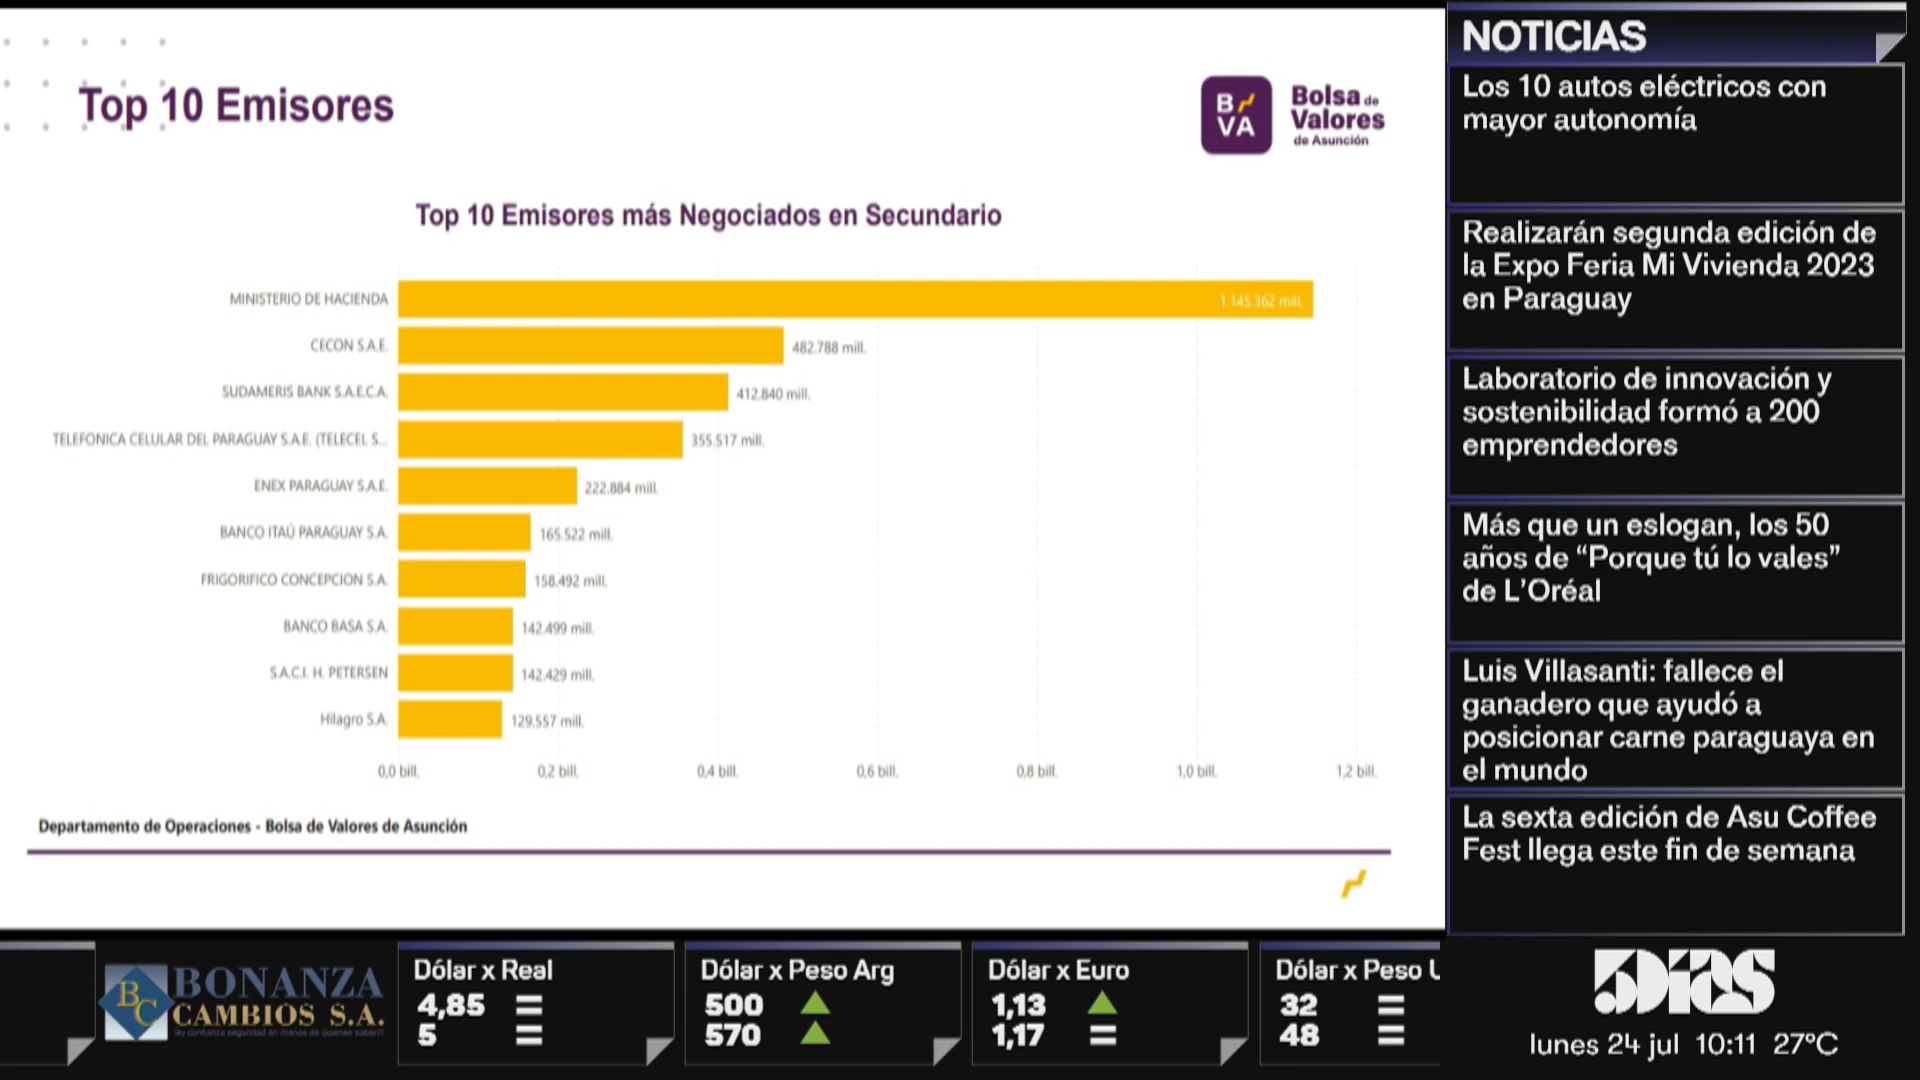 Top 10 Emisores
B
VA
Bolsa de
Valores
de Asunción
Top 10 Emisores más Negociados en Secundario
MINISTERIO DE HACIENDA 1.145.362 mill.
CECON S.A.E. 482.788 mill.
SUDAMERIS BANK S.A.E.C.A. 412.840 mill.
TELEFONICA CELULAR DEL PARAGUAY S.A.E. (TELECEL S... 355.517 mill.
ENEX PARAGUAY S.A.E. 222.884 mill.
BANCO ITAÚ PARAGUAY S.A. 165.522 mill.
FRIGORIFICO CONCEPCION S.A. 158.492 mill.
BANCO BASA S.A. 142.499 mill.
S.A.C.I. H. PETERSEN 142.429 mill.
Hilagro S.A. 129.557 mill.
0,0 bill. 0,2 bill. 0,4 bill. 0,6 bill. 0,8 bill. 1,0 bill. 1,2 bill.
Departamento de Operaciones - Bolsa de Valores de Asunción
NOTICIAS
Los 10 autos eléctricos con
mayor autonomía
Realizarán segunda edición de
la Expo Feria Mi Vivienda 2023
en Paraguay
Laboratorio de innovación y
sostenibilidad formó a 200
emprendedores
Más que un eslogan, los 50
años de “Porque tú lo vales”
de L’Oréal
Luis Villasanti: fallece el
ganadero que ayudó a
posicionar carne paraguaya en
el mundo
La sexta edición de Asu Coffee
Fest llega este fin de semana
BC
BONANZA
CAMBIOS S.A.
Dólar x Real
4,85
5
Dólar x Peso Arg
500
570
Dólar x Euro
1,13
1,17
Dólar x Peso U
32
48
5DÍAS
lunes 24 jul 10:11 27°C